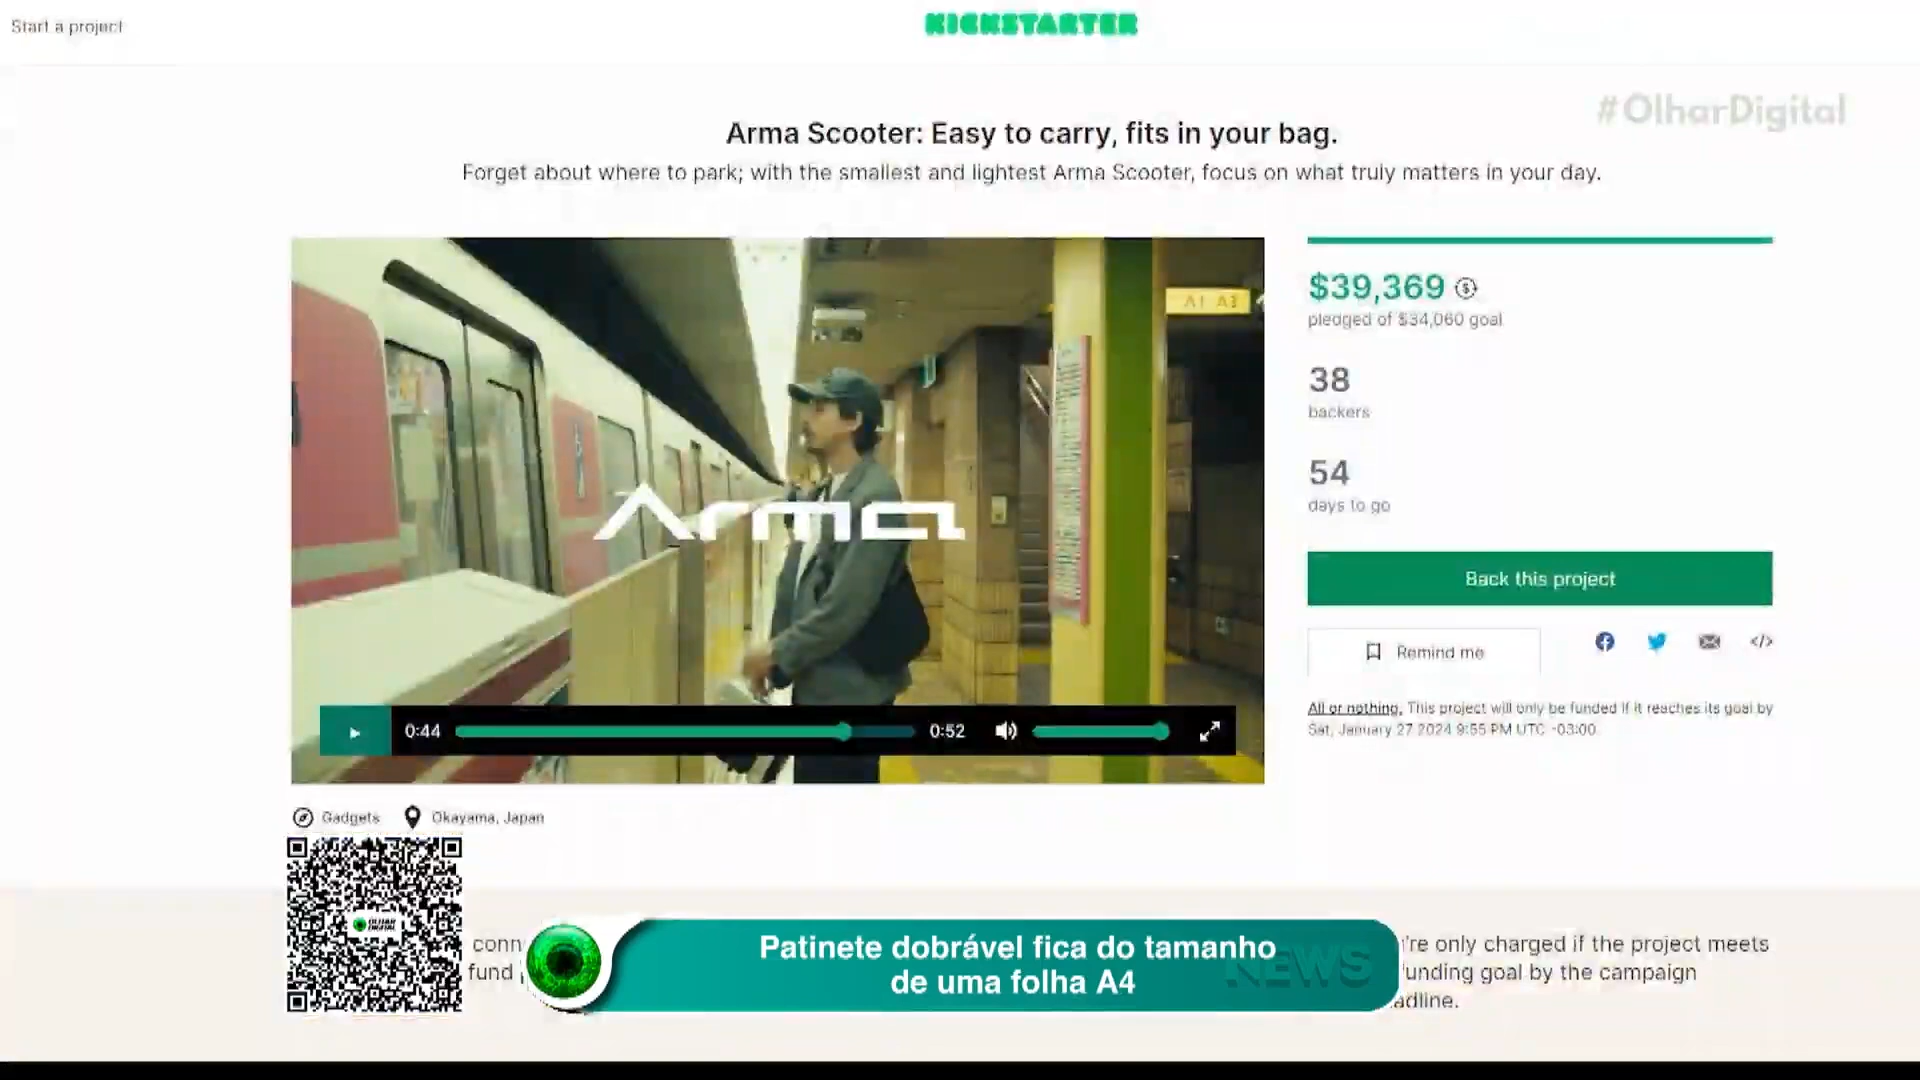 Start a project
KICKSTARTER
#OlharDigital
Arma Scooter: Easy to carry, fits in your bag.
Forget about where to park; with the smallest and lightest Arma Scooter, focus on what truly matters in your day.
A1 A3
Arma
0:44
0:52
$39,369
pledged of $34,060 goal
38
backers
54
days to go
Back this project
Remind me
All or nothing. This project will only be funded if it reaches its goal by
Sat, January 27 2024 9:55 PM UTC -03:00
Gadgets
Okayama, Japan
OLHAR
DIGITAL
conn
fund
Patinete dobrável fica do tamanho
de uma folha A4
NEWS
're only charged if the project meets
funding goal by the campaign
adline.